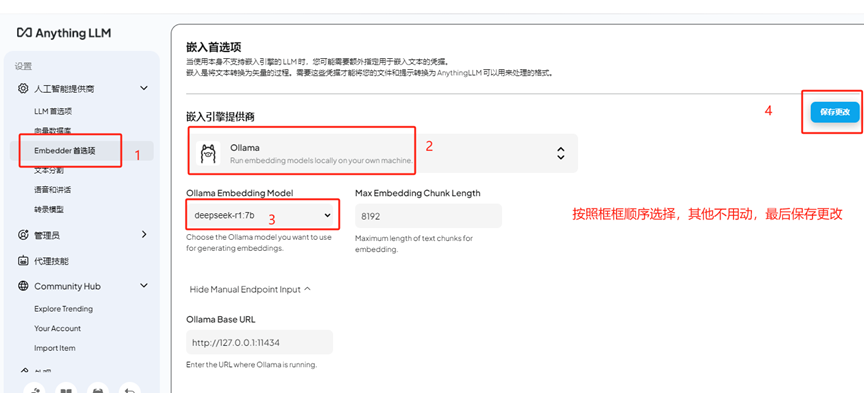 Anything LLM
设置
人工智能提供商
LLM 首选项
向量数据库
Embedder 首选项
1
文本分割
语音和讲话
转录模型
管理员
代理技能
Community Hub
Explore Trending
Your Account
Import Item
嵌入首选项
当使用本身不支持嵌入引擎的 LLM 时，您可能需要额外指定用于嵌入文本的凭据。
嵌入是将文本转换为矢量的过程。需要这些凭据才能将您的文件和提示转换为 AnythingLLM 可以用来处理的格式。
4
保存更改
嵌入引擎提供商
Ollama
Run embedding models locally on your own machine.
2
Ollama Embedding Model
Max Embedding Chunk Length
deepseek-r1:7b
3
8192
按照框框顺序选择，其他不用动，最后保存更改
Choose the Ollama model you want to use
for generating embeddings.
Maximum length of text chunks for
embedding.
Hide Manual Endpoint Input
Ollama Base URL
http://127.0.0.1:11434
Enter the URL where Ollama is running.